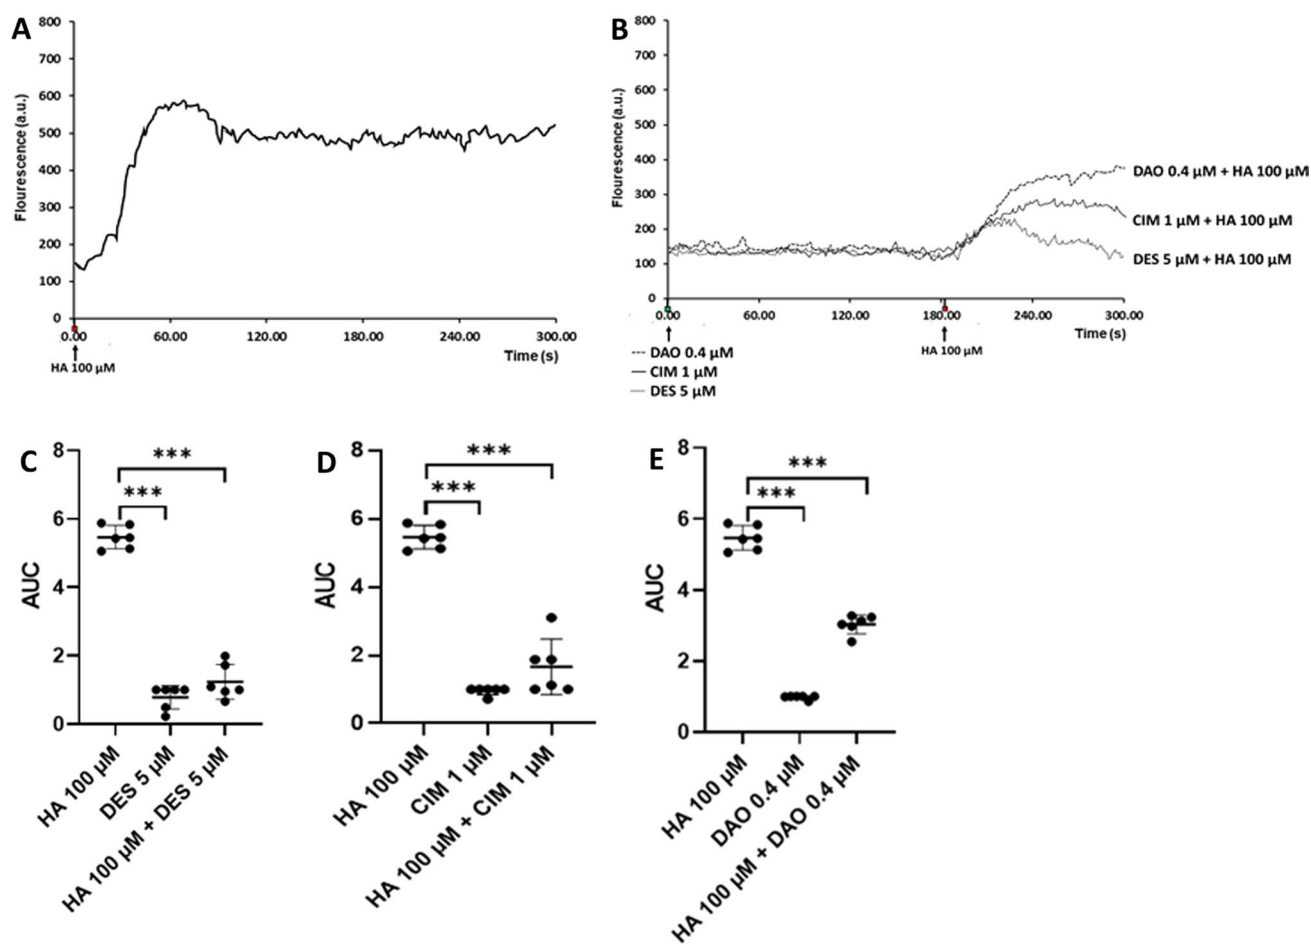 A
Flourescence (a.u.)
800
700
600
500
400
300
200
100
0
0.00 60.00 120.00 180.00 240.00 300.00
Time (s)
HA 100 µM
B
Flourescence (a.u.)
800
700
600
500
400
300
200
100
0
DAO 0.4 µM + HA 100 µM
CIM 1 µM + HA 100 µM
DES 5 µM + HA 100 µM
0.00 60.00 120.00 180.00 240.00 300.00
Time (s)
HA 100 µM
DAO 0.4 µM
CIM 1 µM
DES 5 µM
C
AUC
8
6
4
2
0
***
***
HA 100 µM
DES 5 µM
HA 100 µM + DES 5 µM
D
AUC
8
6
4
2
0
***
***
HA 100 µM
CIM 1 µM
HA 100 µM + CIM 1 µM
E
AUC
8
6
4
2
0
***
***
HA 100 µM
DAO 0.4 µM
HA 100 µM + DAO 0.4 µM